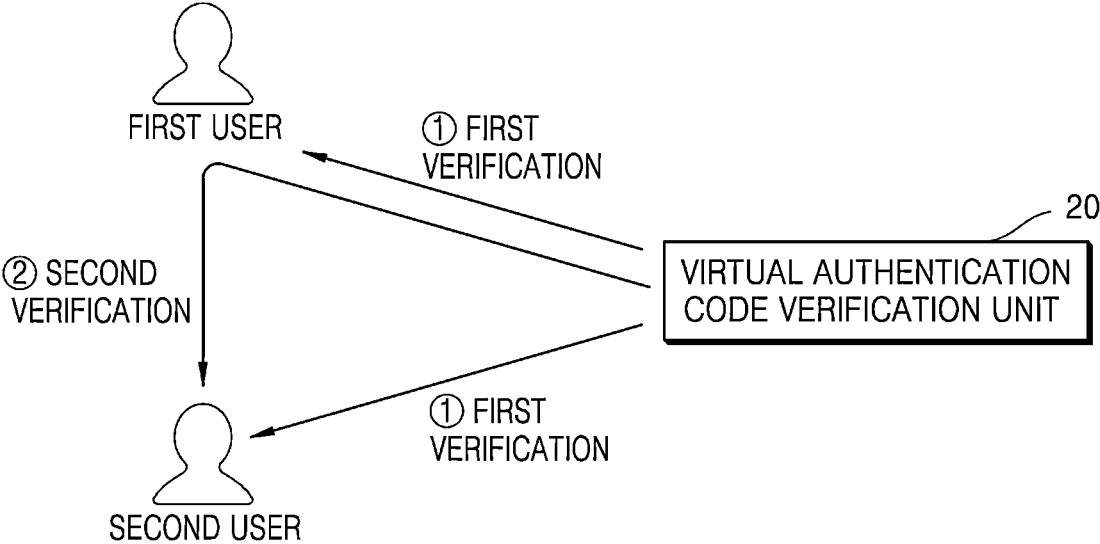 FIRST USER
① FIRST
VERIFICATION
20
VIRTUAL AUTHENTICATION
CODE VERIFICATION UNIT
② SECOND
VERIFICATION
① FIRST
VERIFICATION
SECOND USER